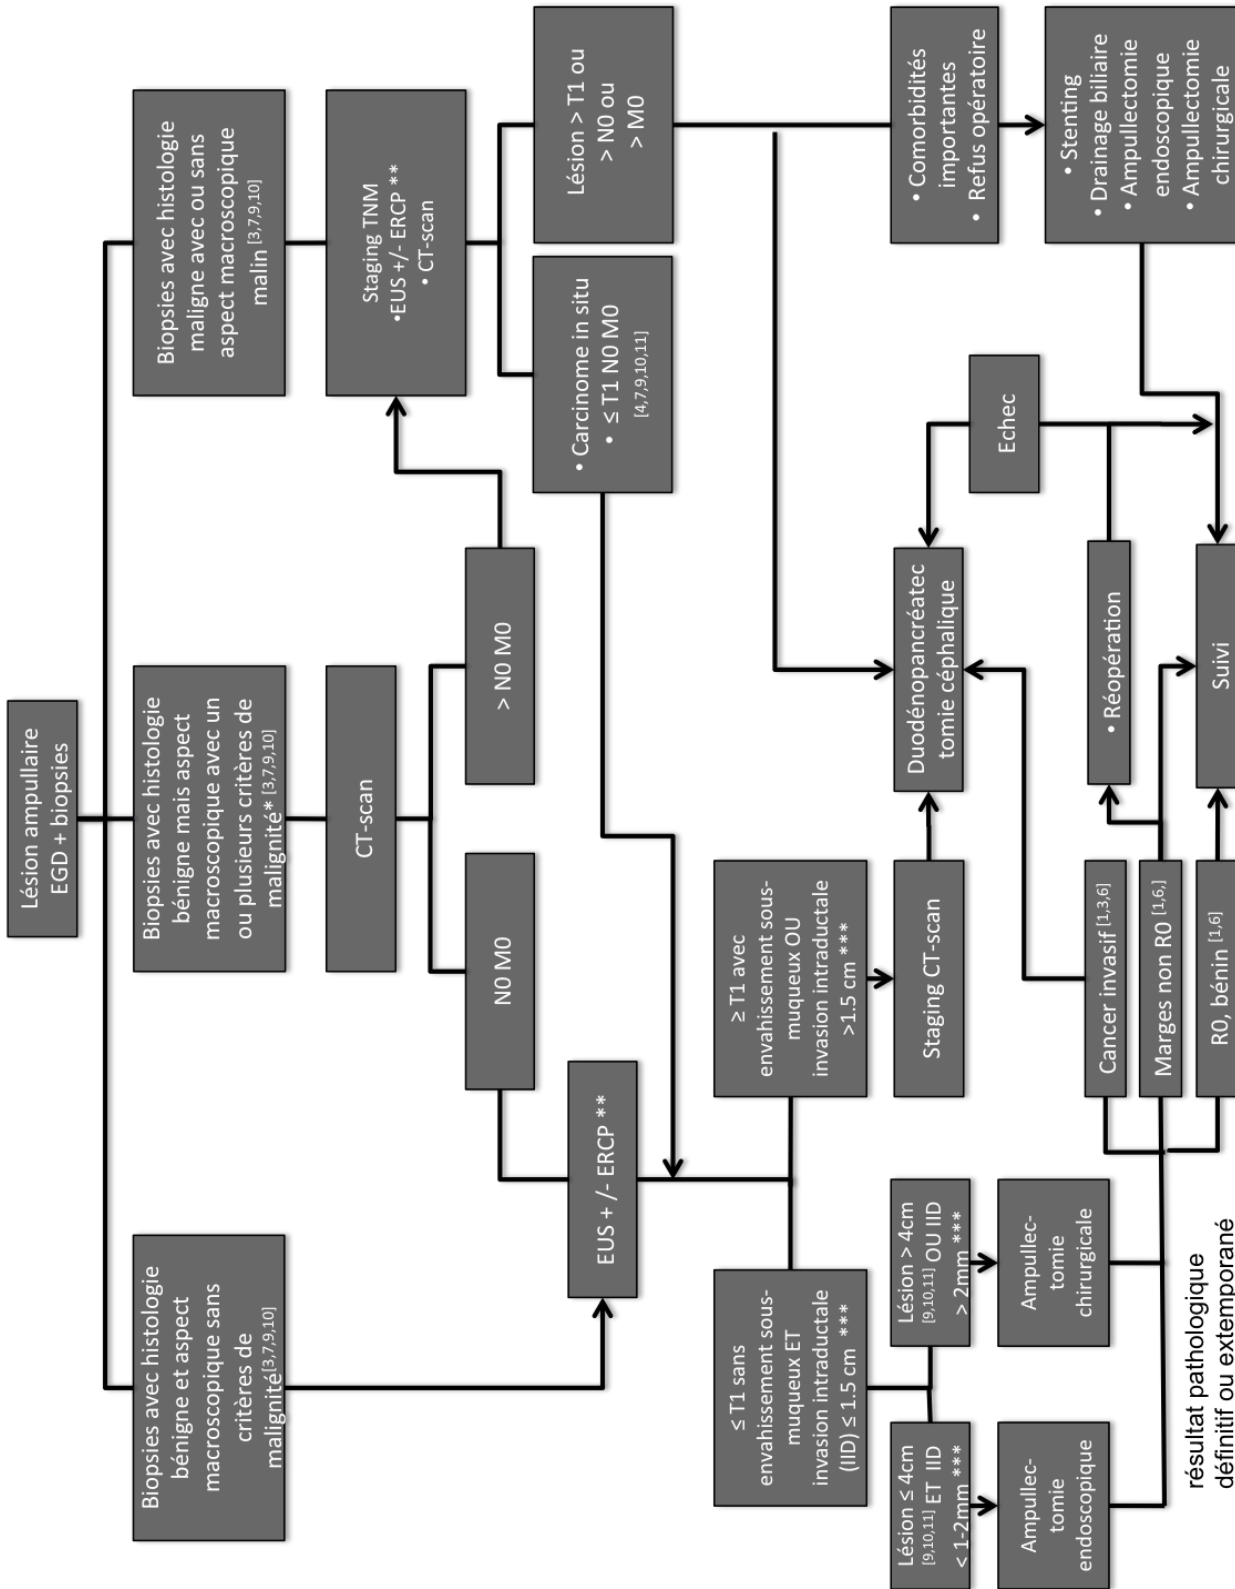 Lésion ampullaire
EGD + biopsies
Biopsies avec histologie
bénigne et aspect
macroscopique sans
critères de
malignité[3,7,9,10]
Biopsies avec histologie
bénigne mais aspect
macroscopique avec un
ou plusieurs critères de
malignité* [3,7,9,10]
Biopsies avec histologie
maligne avec ou sans
aspect macroscopique
malin [3,7,9,10]
CT-scan
Staging TNM
•EUS +/- ERCP **
• CT-scan
N0 M0
> N0 M0
• Carcinome in situ
• ≤ T1 N0 M0
[4,7,9,10,11]
Lésion > T1 ou
> N0 ou
> M0
EUS + /- ERCP **
≤ T1 sans
envahissement sous-
muqueux ET
invasion intraductale
(IID) ≤ 1.5 cm ***
≥ T1 avec
envahissement sous-
muqueux OU
invasion intraductale
>1.5 cm ***
Lésion ≤ 4cm
[9,10,11] ET IID
< 1-2mm ***
Lésion > 4cm
[9,10,11] OU IID
> 2mm ***
Staging CT-scan
Duodénopancréatec
tomie céphalique
• Comorbidités
importantes
• Refus opératoire
Echec
Ampullec-
tomie
endoscopique
Ampullec-
tomie
chirurgicale
• Stenting
• Drainage biliaire
• Ampullectomie
endoscopique
• Ampullectomie
chirurgicale
Cancer invasif [1,3,6]
Marges non R0 [1,6,]
R0, bénin [1,6]
• Réopération
Suivi
résultat pathologique
définitif ou extemporané